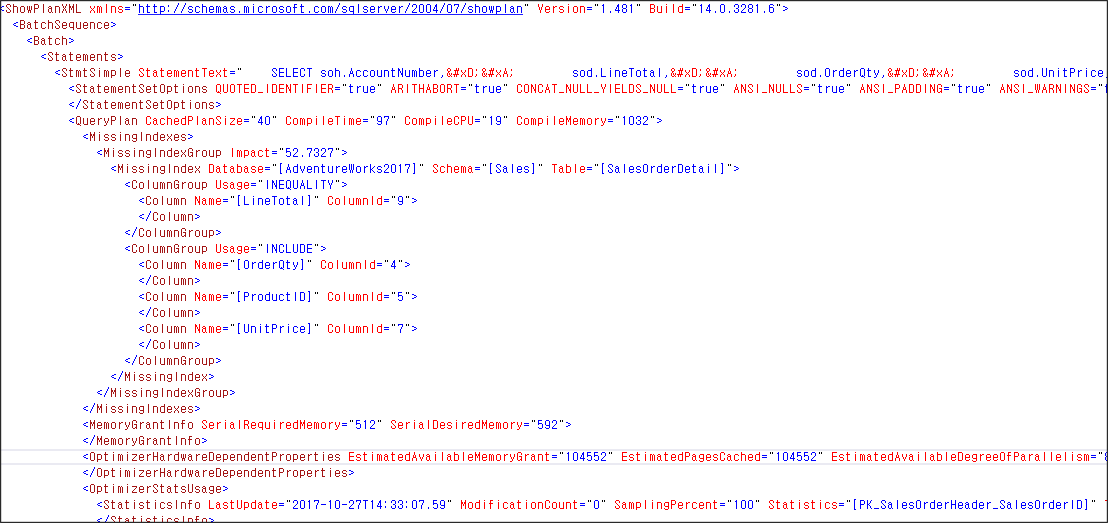 <ShowPlanXML xmlns="http://schemas.microsoft.com/sqlserver/2004/07/showplan" Version="1.481" Build="14.0.3281.6">
<BatchSequence>
<Batch>
<Statements>
<StmtSimple StatementText="    SELECT soh.AccountNumber,&#xD;&#xA;        sod.LineTotal,&#xD;&#xA;        sod.OrderQty,&#xD;&#xA;        sod.UnitPrice,
<StatementSetOptions QUOTED_IDENTIFIER="true" ARITHABORT="true" CONCAT_NULL_YIELDS_NULL="true" ANSI_NULLS="true" ANSI_PADDING="true" ANSI_WARNINGS="
</StatementSetOptions>
<QueryPlan CachedPlanSize="40" CompileTime="97" CompileCPU="19" CompileMemory="1032">
<MissingIndexes>
<MissingIndexGroup Impact="52.7327">
<MissingIndex Database="[AdventureWorks2017]" Schema="[Sales]" Table="[SalesOrderDetail]">
<ColumnGroup Usage="INEQUALITY">
<Column Name="[LineTotal]" ColumnId="9">
</Column>
</ColumnGroup>
<ColumnGroup Usage="INCLUDE">
<Column Name="[OrderQty]" ColumnId="4">
</Column>
<Column Name="[ProductID]" ColumnId="5">
</Column>
<Column Name="[UnitPrice]" ColumnId="7">
</Column>
</ColumnGroup>
</MissingIndex>
</MissingIndexGroup>
</MissingIndexes>
<MemoryGrantInfo SerialRequiredMemory="512" SerialDesiredMemory="592">
</MemoryGrantInfo>
<OptimizerHardwareDependentProperties EstimatedAvailableMemoryGrant="104552" EstimatedPagesCached="104552" EstimatedAvailableDegreeOfParallelism="
</OptimizerHardwareDependentProperties>
<OptimizerStatsUsage>
<StatisticsInfo LastUpdate="2017-10-27T14:33:07.59" ModificationCount="0" SamplingPercent="100" Statistics="[PK_SalesOrderHeader_SalesOrderID]"
</StatisticsInfo>